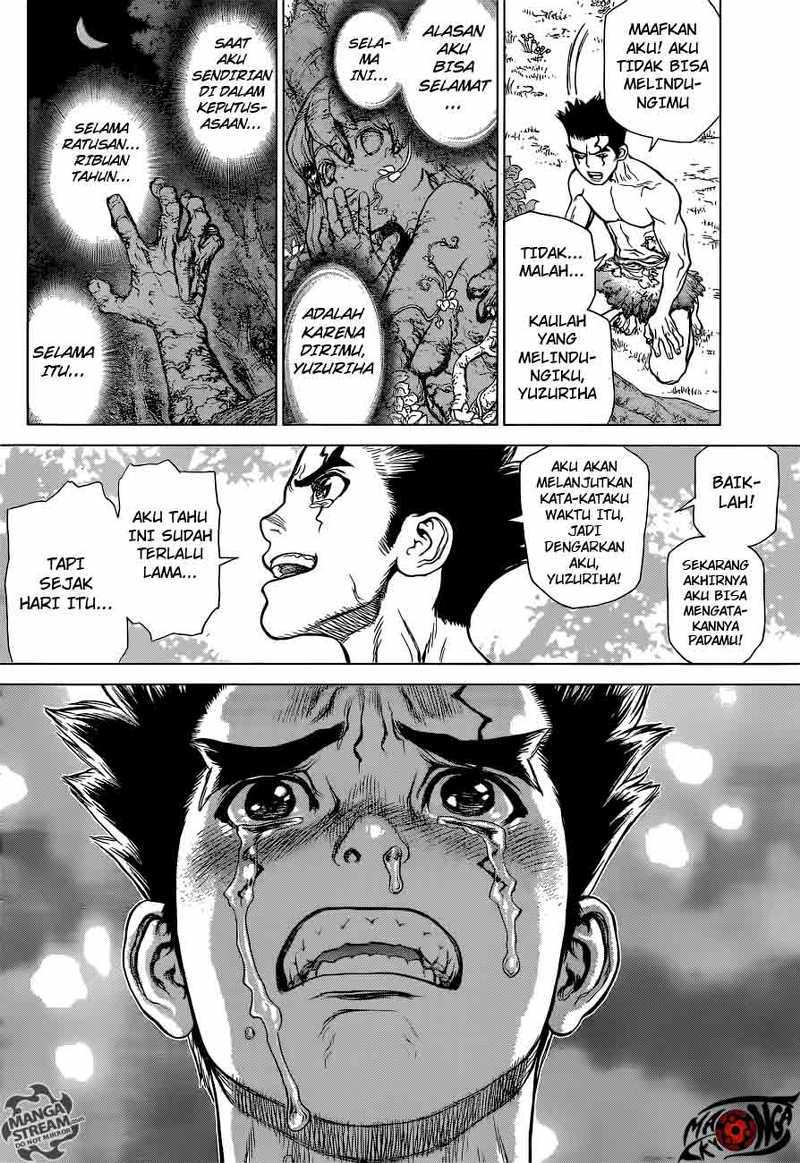 MAAFKAN
AKU! AKU
TIDAK BISA
MELINDU-
NGIMU
TIDAK...
MALAH...
KAULAH
YANG
MELINDU-
NGIKU,
YUZURIHA
ALASAN
AKU BISA
SELAMAT
...
SELA-
MA
INI...
ADALAH
KARENA
DIRIMU,
YUZURIHA
SAAT
AKU
SENDIRIAN
DI DALAM
KEPUTUS-
ASAAN...
SELAMA
RATUSAN...
RIBUAN
TAHUN...
SELAMA
ITU...
BAIK-
LAH!
SEKARANG
AKHIRNYA
AKU BISA
MENGATA-
KANNYA
PADAMU!
AKU AKAN
MELANJUTKAN
KATA-KATAKU
WAKTU ITU,
JADI
DENGARKAN
AKU,
YUZURIHA!
AKU TAHU
INI SUDAH
TERLALU
LAMA...
TAPI
SEJAK
HARI ITU...
MANGA
STREAM
DO NOT MIRROR